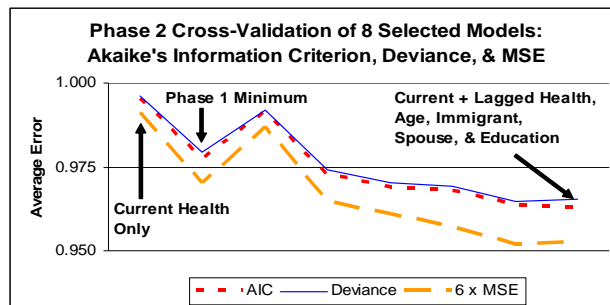 Phase 2 Cross-Validation of 8 Selected Models:
Akaike's Information Criterion, Deviance, & MSE
1.000
0.975
0.950
Average Error
Phase 1 Minimum
Current + Lagged Health,
Age, Immigrant,
Spouse, & Education
Current Health
Only
AIC
Deviance
6 x MSE